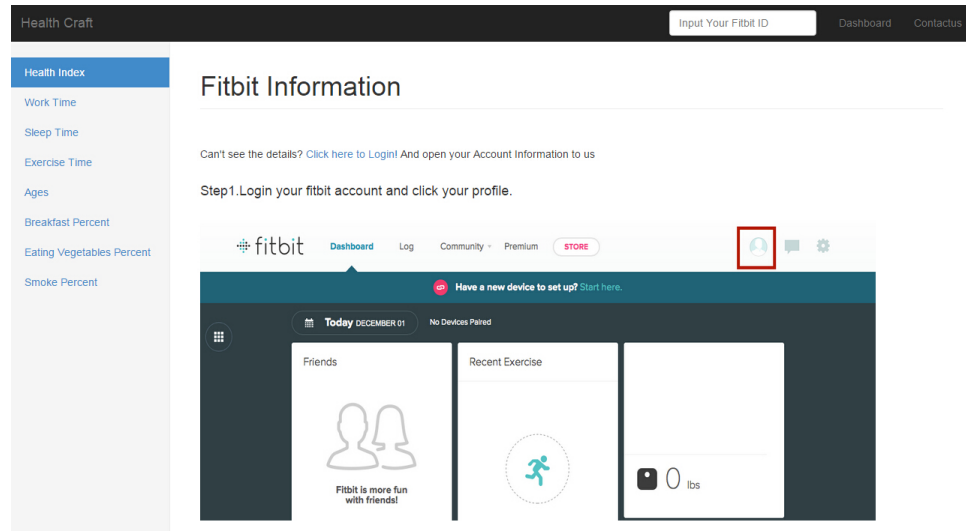 Health Craft
Input Your Fitbit ID
Dashboard
Contactus
Health Index
Work Time
Sleep Time
Exercise Time
Ages
Breakfast Percent
Eating Vegetables Percent
Smoke Percent
Fitbit Information
Can't see the details? Click here to Login! And open your Account Information to us
Step1.Login your fitbit account and click your profile.
fitbit
Dashboard
Log
Community
Premium
STORE
Have a new device to set up? Start here.
Today DECEMBER 01
No Devices Paired
Friends
Fitbit is more fun
with friends!
Recent Exercise
0 lbs